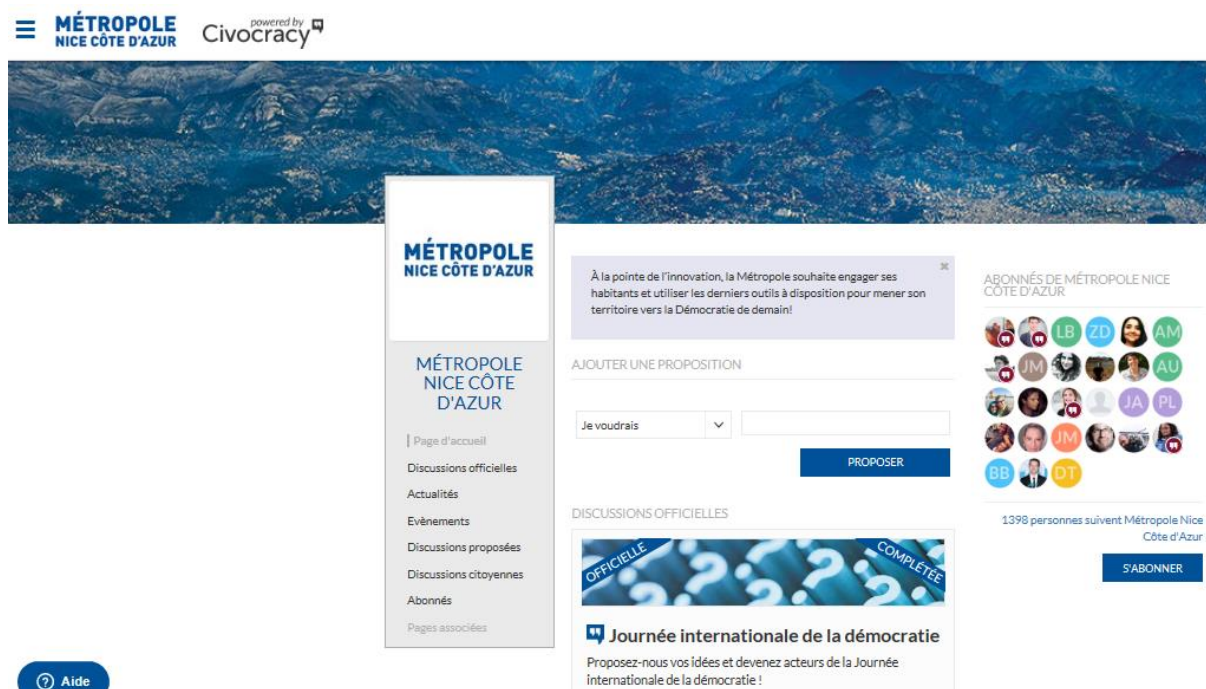 MÉTROPOLE
NICE CÔTE D'AZUR
powered by
Civocracy
MÉTROPOLE
NICE CÔTE D'AZUR
MÉTROPOLE
NICE CÔTE
D'AZUR
Page d'accueil
Discussions officielles
Actualités
Evènements
Discussions proposées
Discussions citoyennes
Abonnés
Pages associées
À la pointe de l'innovation, la Métropole souhaite engager ses
habitants et utiliser les derniers outils à disposition pour mener son
territoire vers la Démocratie de demain!
AJOUTER UNE PROPOSITION
Je voudrais
PROPOSER
DISCUSSIONS OFFICIELLES
OFFICIELLE
COMPLÉTÉE
Journée internationale de la démocratie
Proposez-nous vos idées et devenez acteurs de la Journée
internationale de la démocratie !
ABONNÉS DE MÉTROPOLE NICE
CÔTE D'AZUR
LB ZD AM
JM AU
JA PL
JM
BB DT
1398 personnes suivent Métropole Nice
Côte d'Azur
S'ABONNER
? Aide